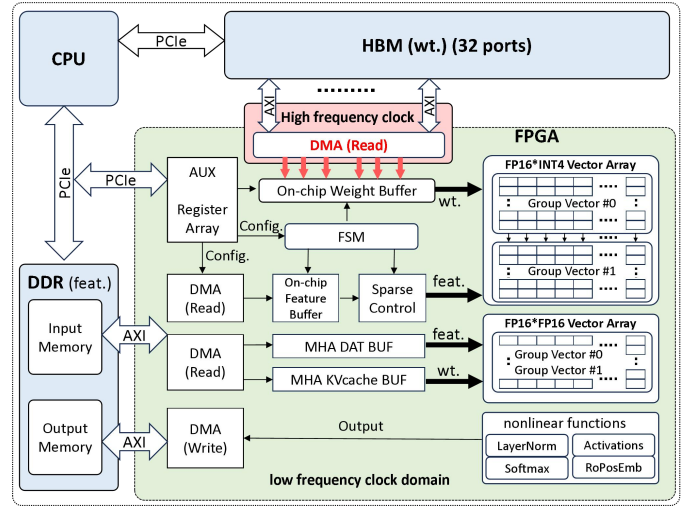 CPU
PCIe
HBM (wt.) (32 ports)
.........
AXI
AXI
High frequency clock
DMA (Read)
FPGA
PCIe
PCIe
AUX
Register
Array
On-chip Weight Buffer
wt.
Config.
FSM
Config.
FP16*INT4 Vector Array
....
Group Vector #0
....
....
Group Vector #1
....
DDR (feat.)
Input
Memory
AXI
DMA
(Read)
On-chip
Feature
Buffer
Sparse
Control
feat.
DMA
(Read)
MHA DAT BUF
feat.
MHA KVcache BUF
wt.
FP16*FP16 Vector Array
....
Group Vector #0
Group Vector #1
....
Output
Memory
AXI
DMA
(Write)
Output
nonlinear functions
LayerNorm
Activations
Softmax
RoPosEmb
low frequency clock domain